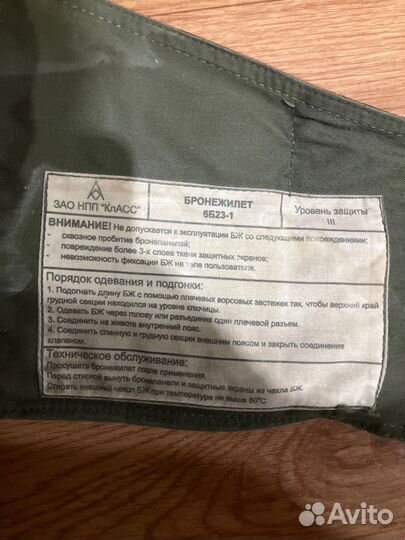 ЗАО НПП "КлАСС"
БРОНЕЖИЛЕТ
6Б23-1
Уровень защиты
III
ВНИМАНИЕ! Не допускается к эксплуатации БЖ со следующими повреждениями:
- сквозное пробитие бронепанелей;
- повреждение более 3-х слоев ткани защитных экранов;
- невозможность фиксации БЖ на теле пользователя.
Порядок одевания и подгонки:
1. Подогнать длину БЖ с помощью плечевых ворсовых застежек так, чтобы верхний край
грудной секции находился на уровне ключицы.
2. Одевать БЖ через голову или разъединив один плечевой разъем.
3. Соединить на животе внутренний пояс.
4. Соединить спинную и грудную секции внешним поясом и закрыть соединение
клапаном.
Техническое обслуживание:
Просушить бронежилет после применения.
Перед стиркой вынуть бронепанели и защитные экраны из чехла БЖ.
Стирать внешний чехол БЖ при температуре не выше 60°С
Avito